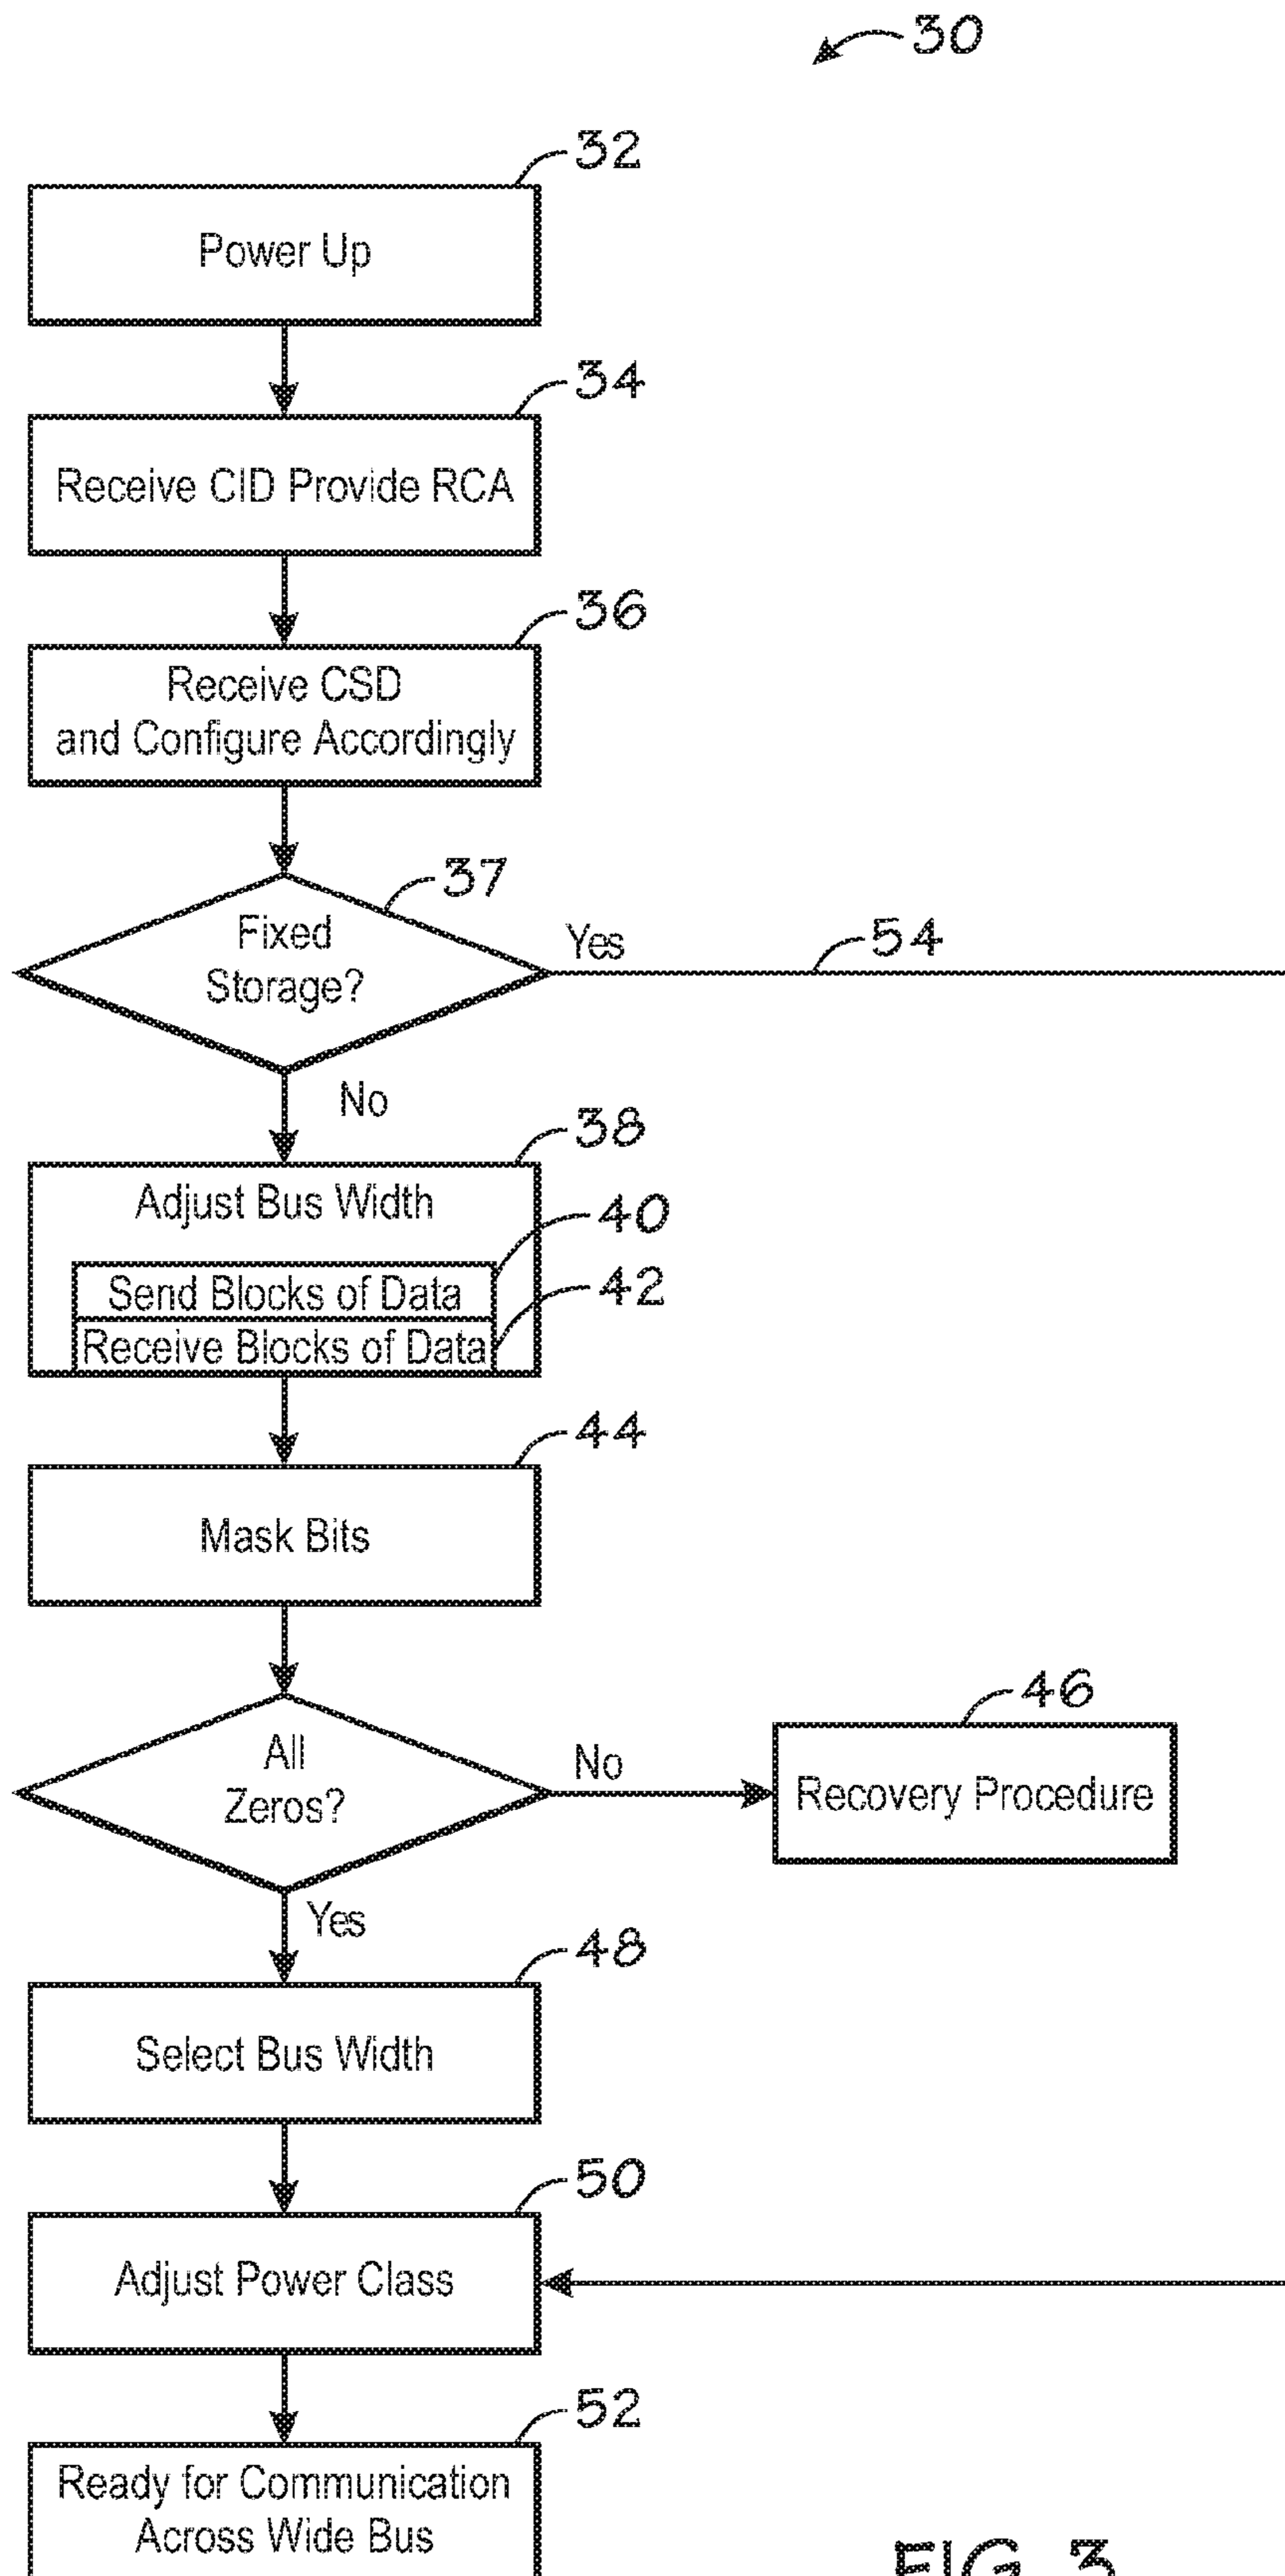 30
32
Power Up
34
Receive CID Provide RCA
36
Receive CSD
and Configure Accordingly
37
Fixed
Storage?
Yes
54
No
38
Adjust Bus Width
40
Send Blocks of Data
42
Receive Blocks of Data
44
Mask Bits
All
Zeros?
No
46
Recovery Procedure
Yes
48
Select Bus Width
50
Adjust Power Class
52
Ready for Communication
Across Wide Bus
FIG. 3